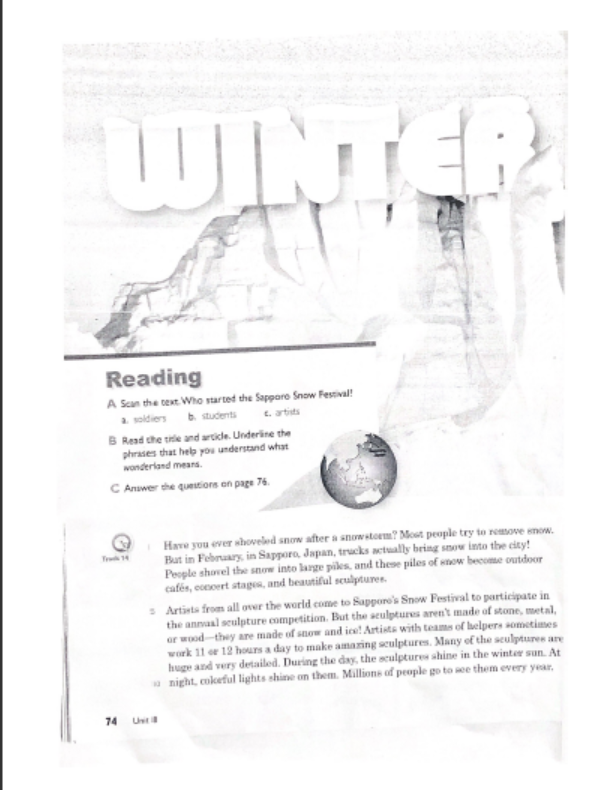 WINTER
Reading
A Scan the text. Who started the Sapporo Snow Festival?
a. soldiers b. students c. artists
B Read the title and article. Underline the
phrases that help you understand what
wonderland means.
C Answer the questions on page 76.
Track 14
1 Have you ever shoveled snow after a snowstorm? Most people try to remove snow.
But in February, in Sapporo, Japan, trucks actually bring snow into the city!
People shovel the snow into large piles, and these piles of snow become outdoor
cafés, concert stages, and beautiful sculptures.
5 Artists from all over the world come to Sapporo's Snow Festival to participate in
the annual sculpture competition. But the sculptures aren't made of stone, metal,
or wood—they are made of snow and ice! Artists with teams of helpers sometimes
work 11 or 12 hours a day to make amazing sculptures. Many of the sculptures are
huge and very detailed. During the day, the sculptures shine in the winter sun. At
10 night, colorful lights shine on them. Millions of people go to see them every year.
74 Unit 8